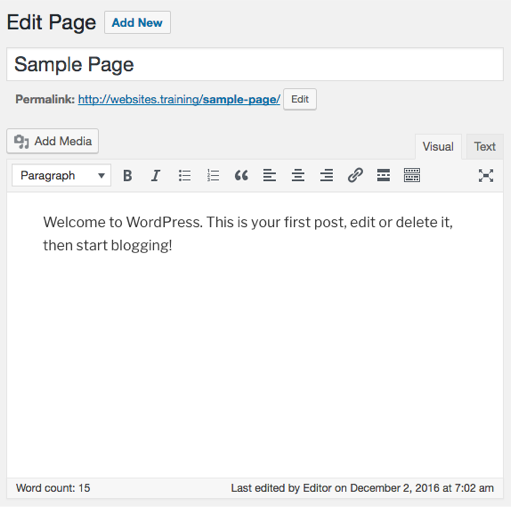 Edit Page Add New
Sample Page
Permalink: http://websites.training/sample-page/ Edit
Add Media
Visual Text
Paragraph B I
Welcome to WordPress. This is your first post, edit or delete it,
then start blogging!
Word count: 15 Last edited by Editor on December 2, 2016 at 7:02 am